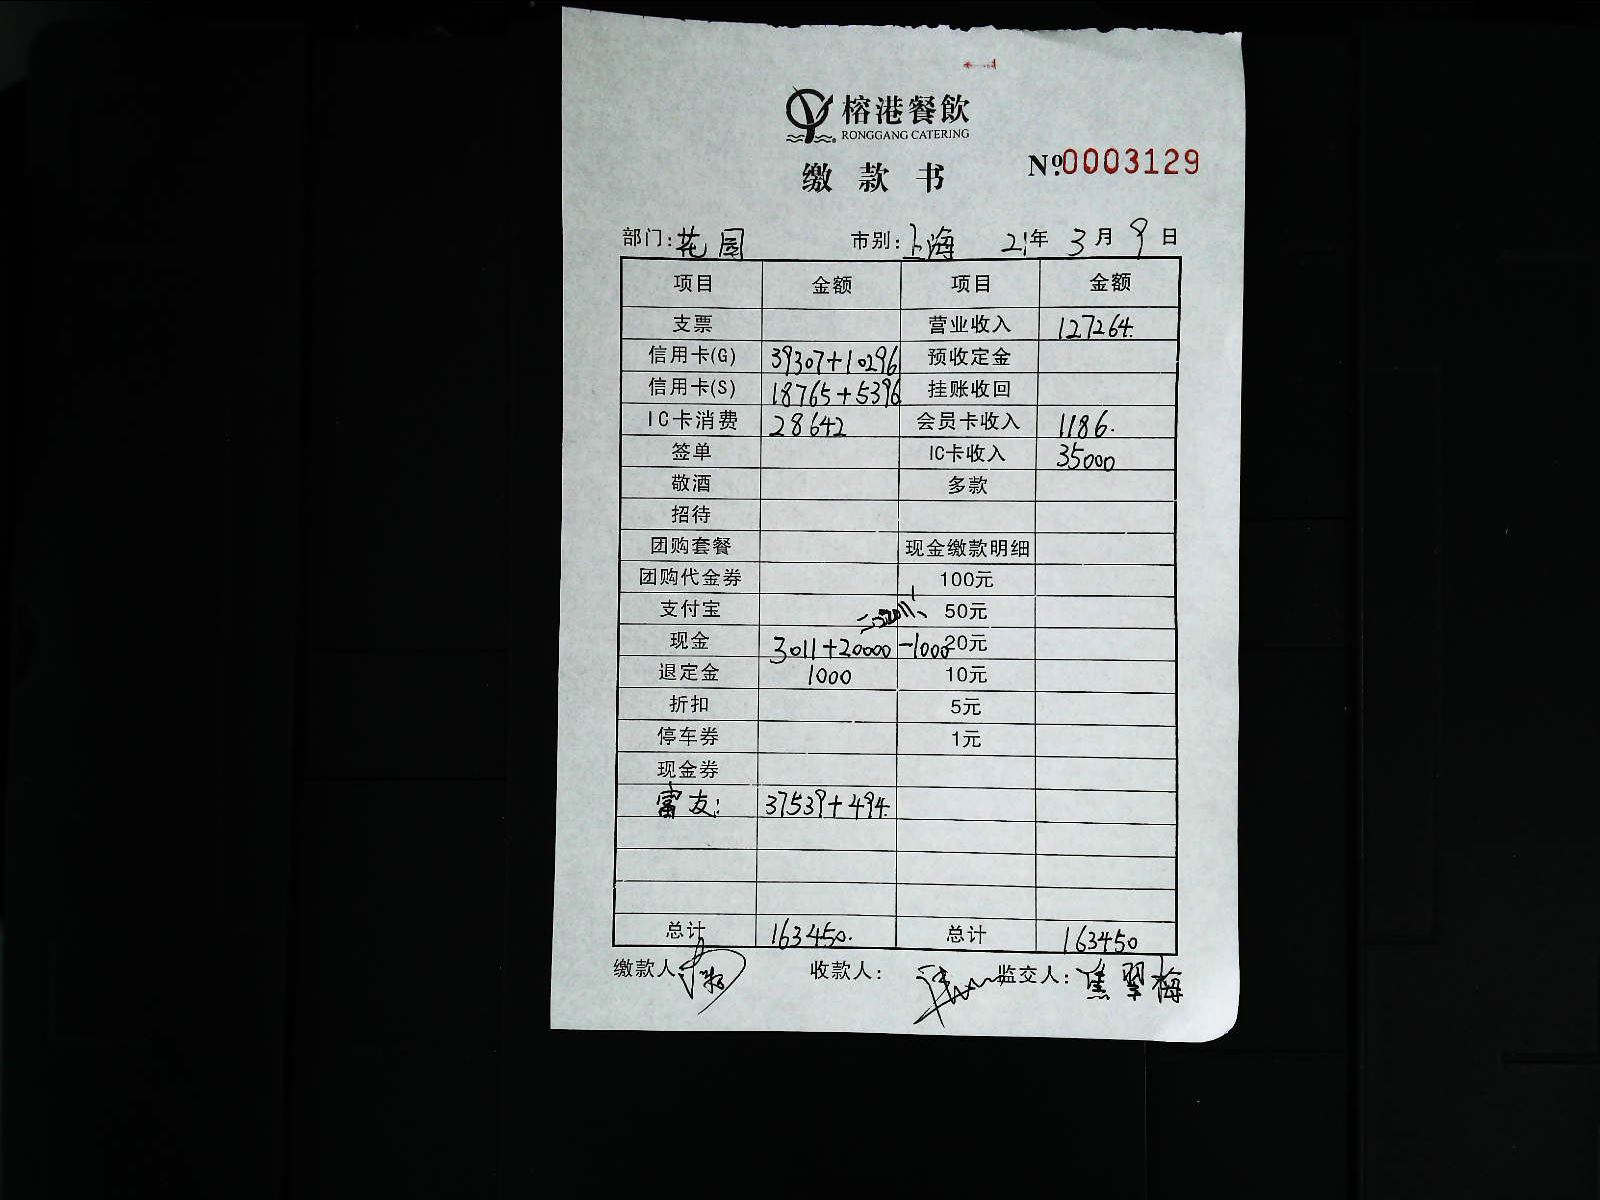 榕港餐飲
RONGGANG CATERING
缴款书 №0003129
部门:花园 市别:上海 21年3月9日
项目 金额 项目 金额
支票 营业收入 127264.
信用卡(G) 39307+10296 预收定金
信用卡(S) 18765+5396 挂账收回
IC卡消费 28642 会员卡收入 1186.
签单 IC卡收入 35000
敬酒 多款
招待
团购套餐 现金缴款明细
团购代金券 100元
支付宝 50元
现金 3011+20000-1000 20元
退定金 1000 10元
折扣 5元
停车券 1元
现金券
富友: 37539+494.
总计 163450. 总计 163450
缴款人: 收款人: 监交人:焦翠梅